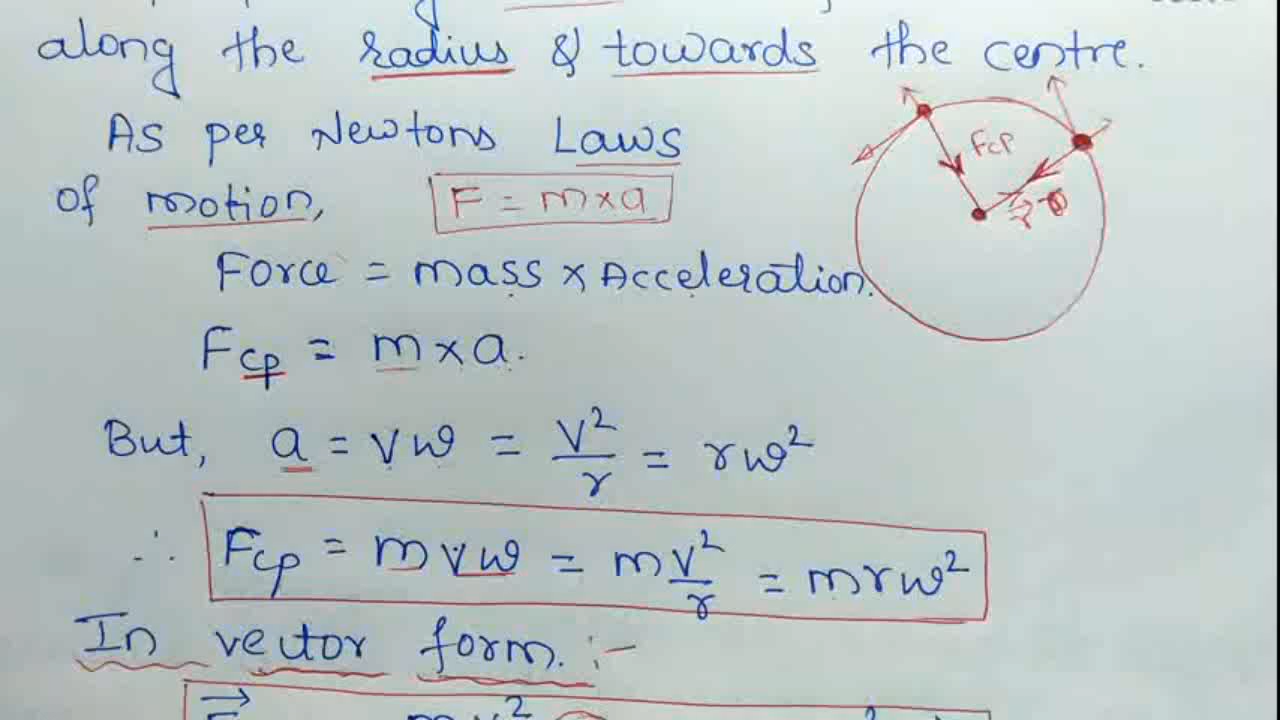 along the radius & towards the centre.
As per Newtons Laws
of motion, F = m×a
Force = mass × Acceleration.
Fcp = m × a.
But, a = vω = v²/r = rω²
∴ Fcp = mvω = mv²/r = mrω²
In vector form :-
Fcp